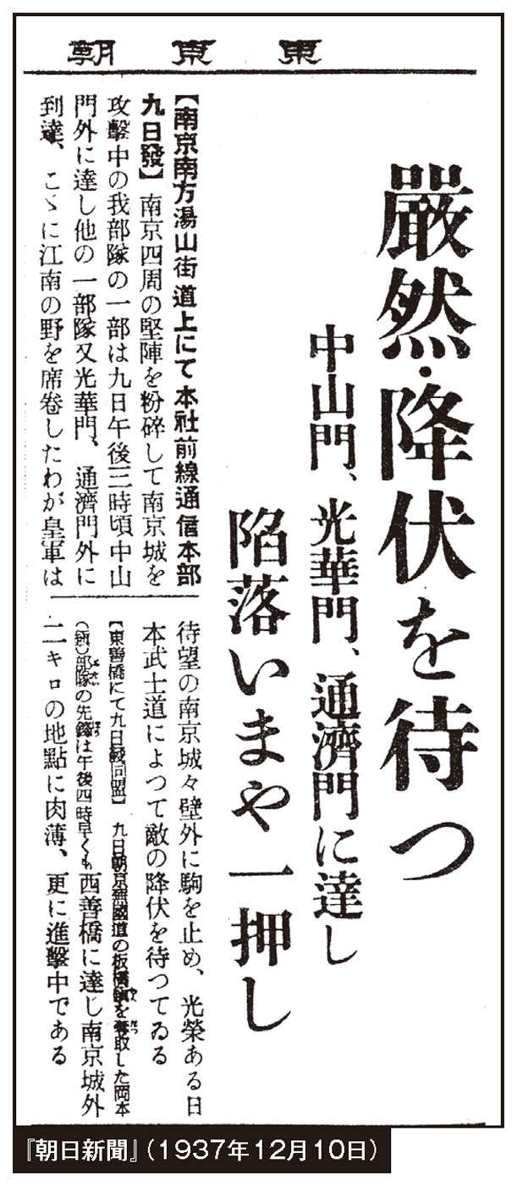 朝東東
嚴然・降伏を待つ
中山門、光華門、通濟門に達し
陥落いまや一押し
【南京南方湯山街道上にて本社前線通信本部
九日發】南京四周の堅陣を粉碎して南京城を
攻擊中の我部隊の一部は九日午後三時頃中山
門外に達し他の一部隊又光華門、通濟門外に
到達、こゝに江南の野を席卷したわが皇軍は
待望の南京城々壁外に駒を止め、光榮ある日
本武士道によつて敵の降伏を待つてゐる
にて九日發同盟】九日朝京蕪國道の板橋鎭を奪取した岡本
部隊の先鋒は午後四時早くも西善橋に達し南京城外
二キロの地點に肉薄、更に進擊中である
『朝日新聞』（1937年12月10日）